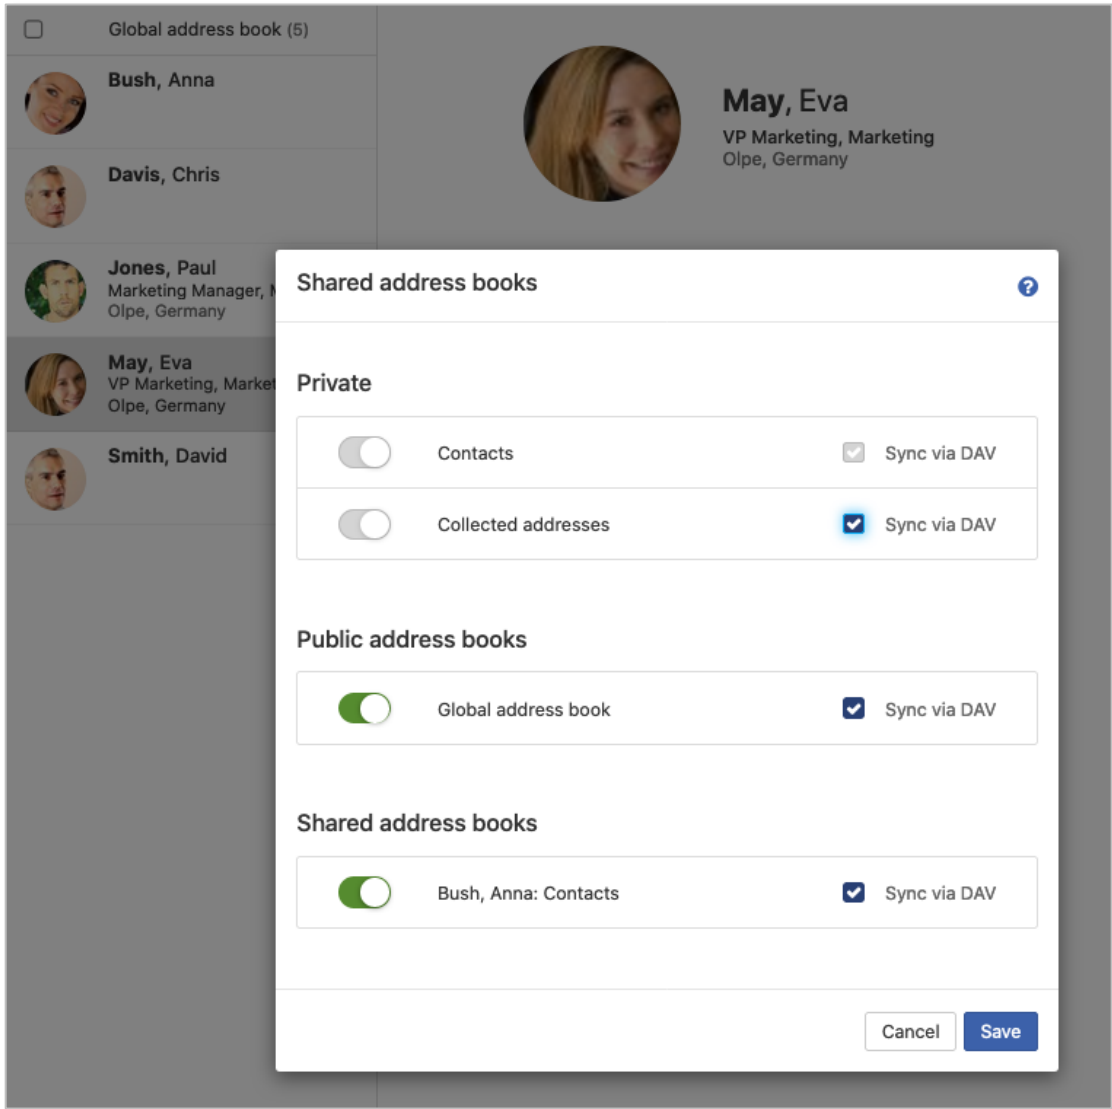 Global address book (5)
Bush, Anna
Davis, Chris
Jones, Paul
Marketing Manager,
Olpe, Germany
May, Eva
VP Marketing,
Olpe, Germany
Smith, David
May, Eva
VP Marketing, Marketing
Olpe, Germany
Shared address books
?
Private
Contacts
Sync via DAV
Collected addresses
Sync via DAV
Public address books
Global address book
Sync via DAV
Shared address books
Bush, Anna: Contacts
Sync via DAV
Cancel
Save